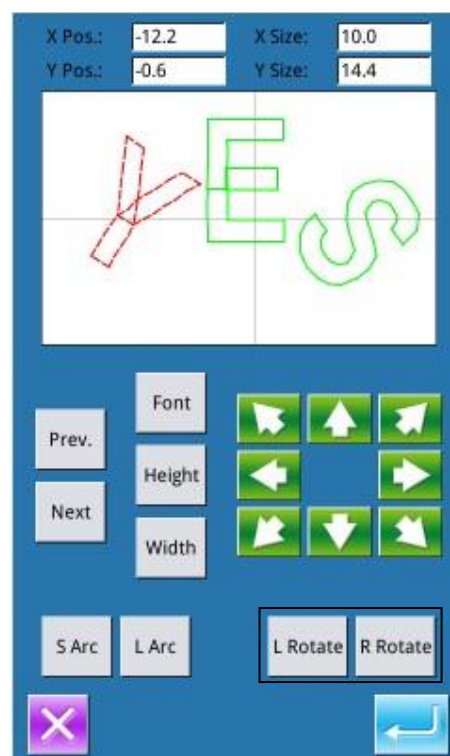 X Pos.: -12.2 X Size: 10.0
Y Pos.: -0.6 Y Size: 14.4
YES
Font
Prev.
Height
Next
Width
S Arc L Arc L Rotate R Rotate